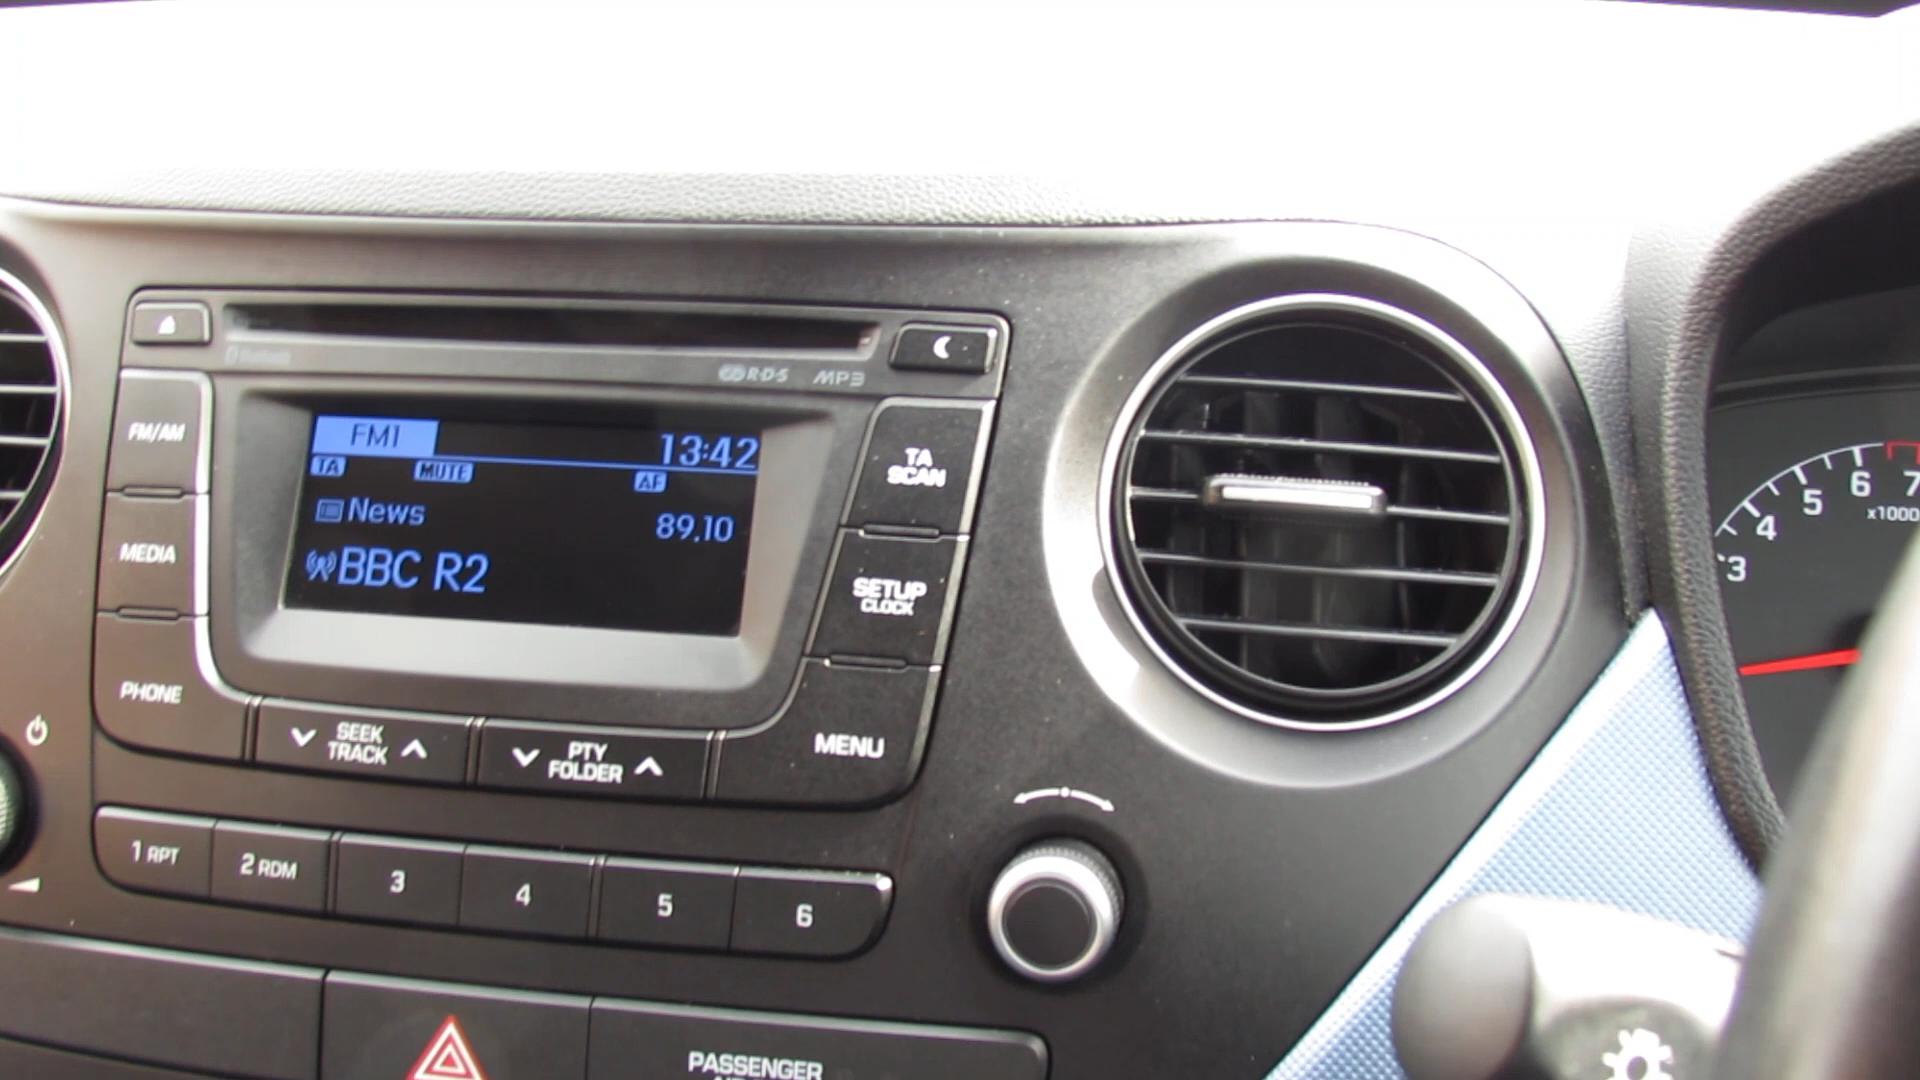 R·D·S MP3
FM/AM
FM1 13:42
TA MUTE AF
News 89.10
BBC R2
TA
SCAN
MEDIA
SETUP
CLOCK
PHONE
SEEK
TRACK
PTY
FOLDER
MENU
1 RPT
2 RDM
3
4
5
6
PASSENGER
3
4
5
6
7
x1000